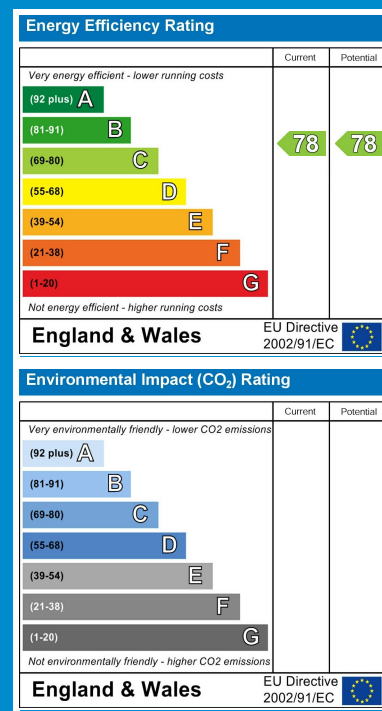 Energy Efficiency Rating
Current Potential
Very energy efficient - lower running costs
(92 plus) A
(81-91) B
78 78
(69-80) C
(55-68) D
(39-54) E
(21-38) F
(1-20) G
Not energy efficient - higher running costs
England & Wales
EU Directive
2002/91/EC
Environmental Impact (CO₂) Rating
Current Potential
Very environmentally friendly - lower CO2 emissions
(92 plus) A
(81-91) B
(69-80) C
(55-68) D
(39-54) E
(21-38) F
(1-20) G
Not environmentally friendly - higher CO2 emissions
England & Wales
EU Directive
2002/91/EC